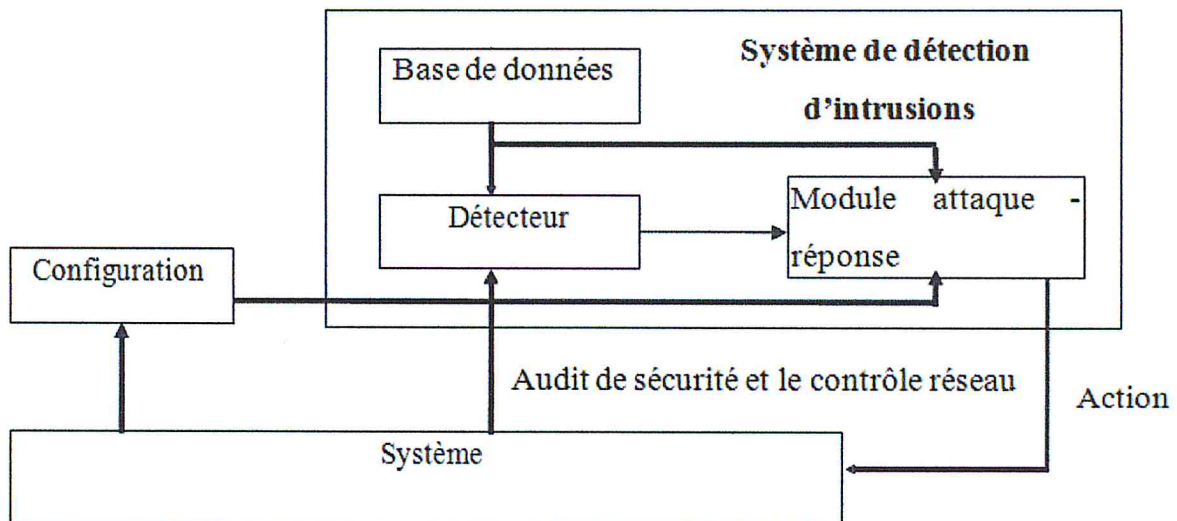 Système de détection
d'intrusions
Base de données
Détecteur
Module attaque -
réponse
Configuration
Audit de sécurité et le contrôle réseau
Action
Système